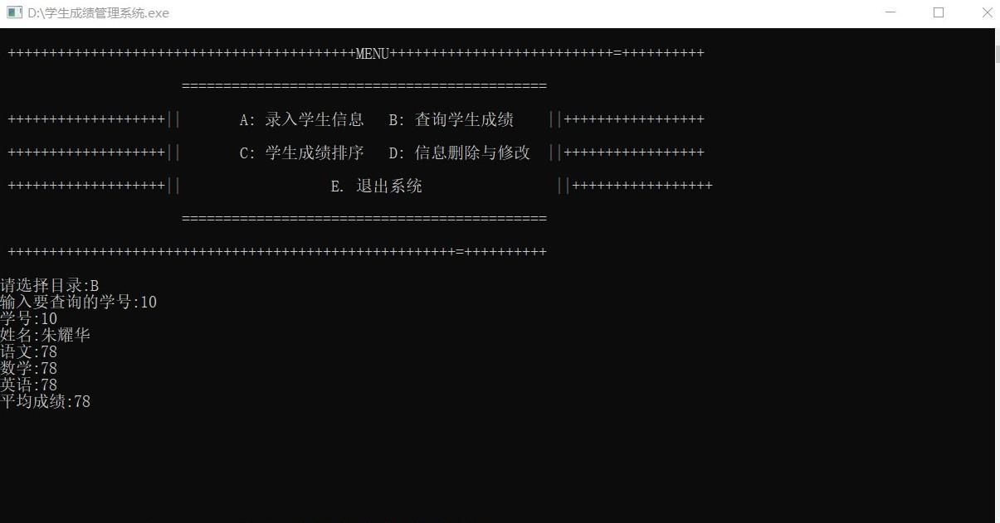 D:\学生成绩管理系统.exe
++++++++++++++++++++++++++++++++++++++++++MENU+++++++++++++++++++++++++++=++++++++++
============================================
+++++++++++++++++++||       A: 录入学生信息   B: 查询学生成绩    ||+++++++++++++++++
+++++++++++++++++++||       C: 学生成绩排序   D: 信息删除与修改  ||+++++++++++++++++
+++++++++++++++++++||                  E. 退出系统                ||+++++++++++++++++
============================================
++++++++++++++++++++++++++++++++++++++++++++++++++++++=++++++++++
请选择目录:B
输入要查询的学号:10
学号:10
姓名:朱耀华
语文:78
数学:78
英语:78
平均成绩:78